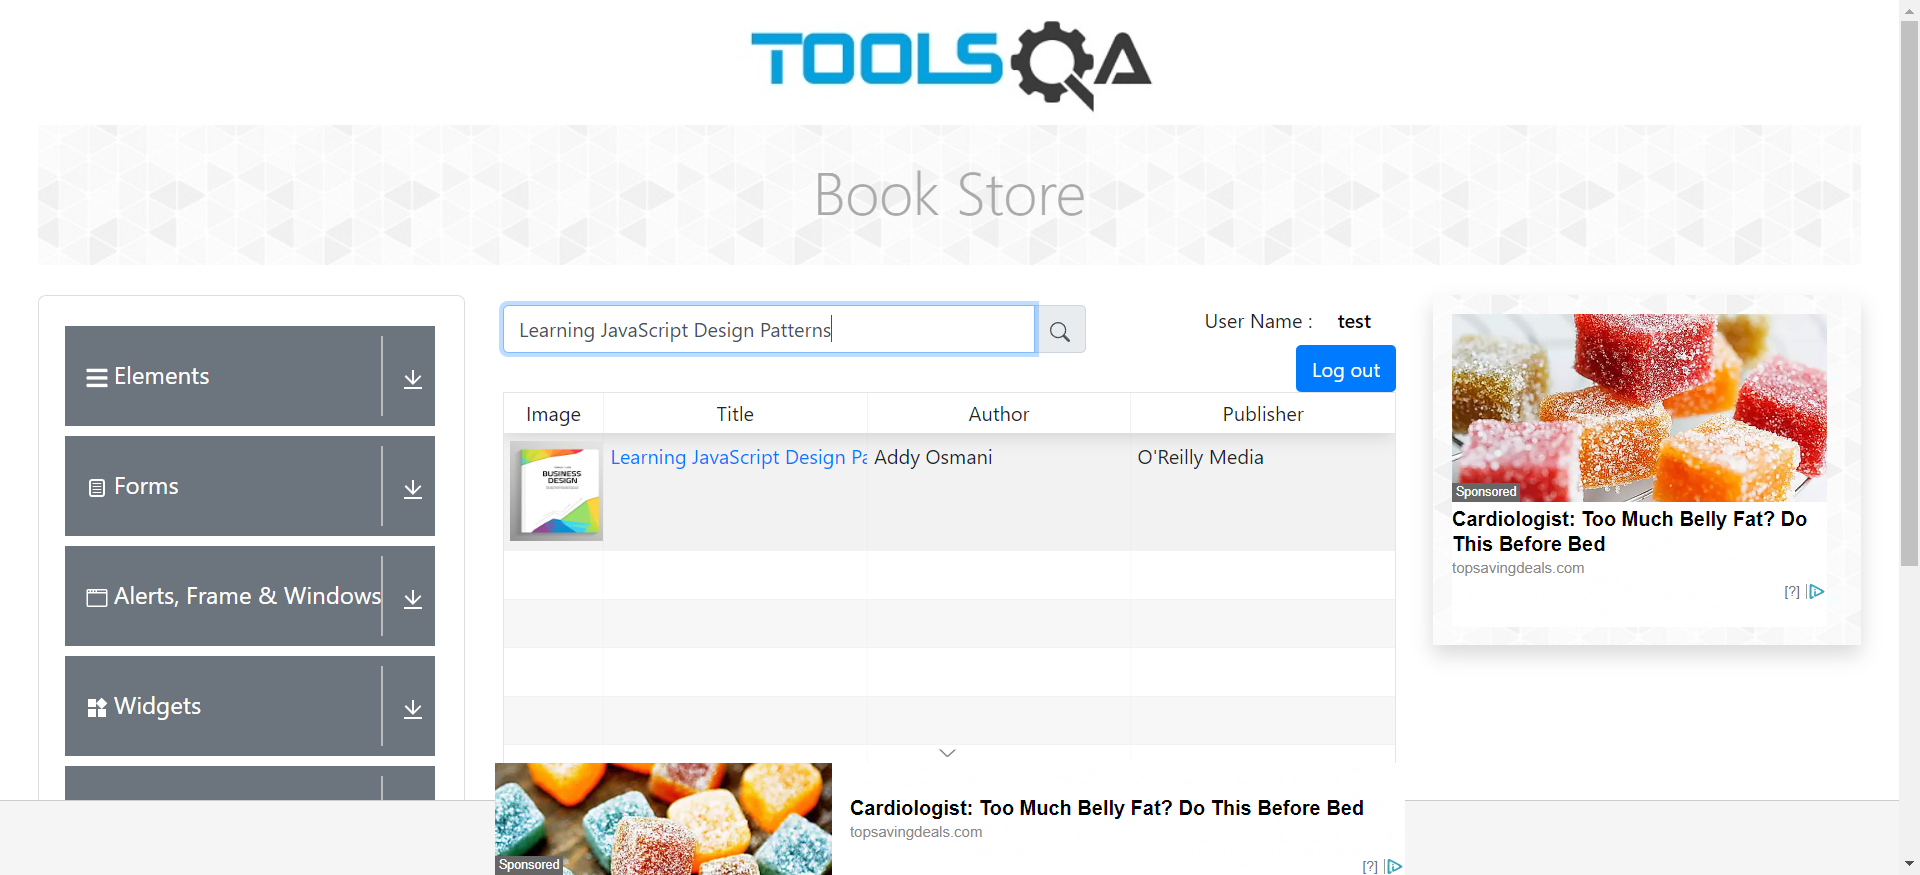 TOOLSQA
Book Store
Elements
Forms
Alerts, Frame & Windows
Widgets
Learning JavaScript Design Patterns
User Name : test
Log out
Image Title Author Publisher
BUSINESS
DESIGN
Learning JavaScript Design Pa Addy Osmani O'Reilly Media
Sponsored
Cardiologist: Too Much Belly Fat? Do
This Before Bed
topsavingdeals.com
[?]
Sponsored
Cardiologist: Too Much Belly Fat? Do This Before Bed
topsavingdeals.com
[?]